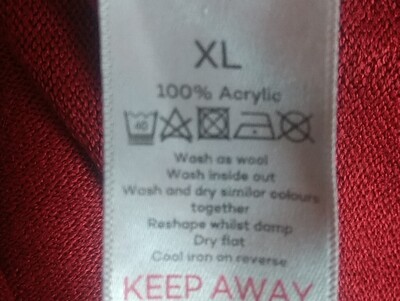 XL
100% Acrylic
40
Wash as wool
Wash inside out
Wash and dry similar colours
together
Reshape whilst damp
Dry flat
Cool iron on reverse
KEEP AWAY